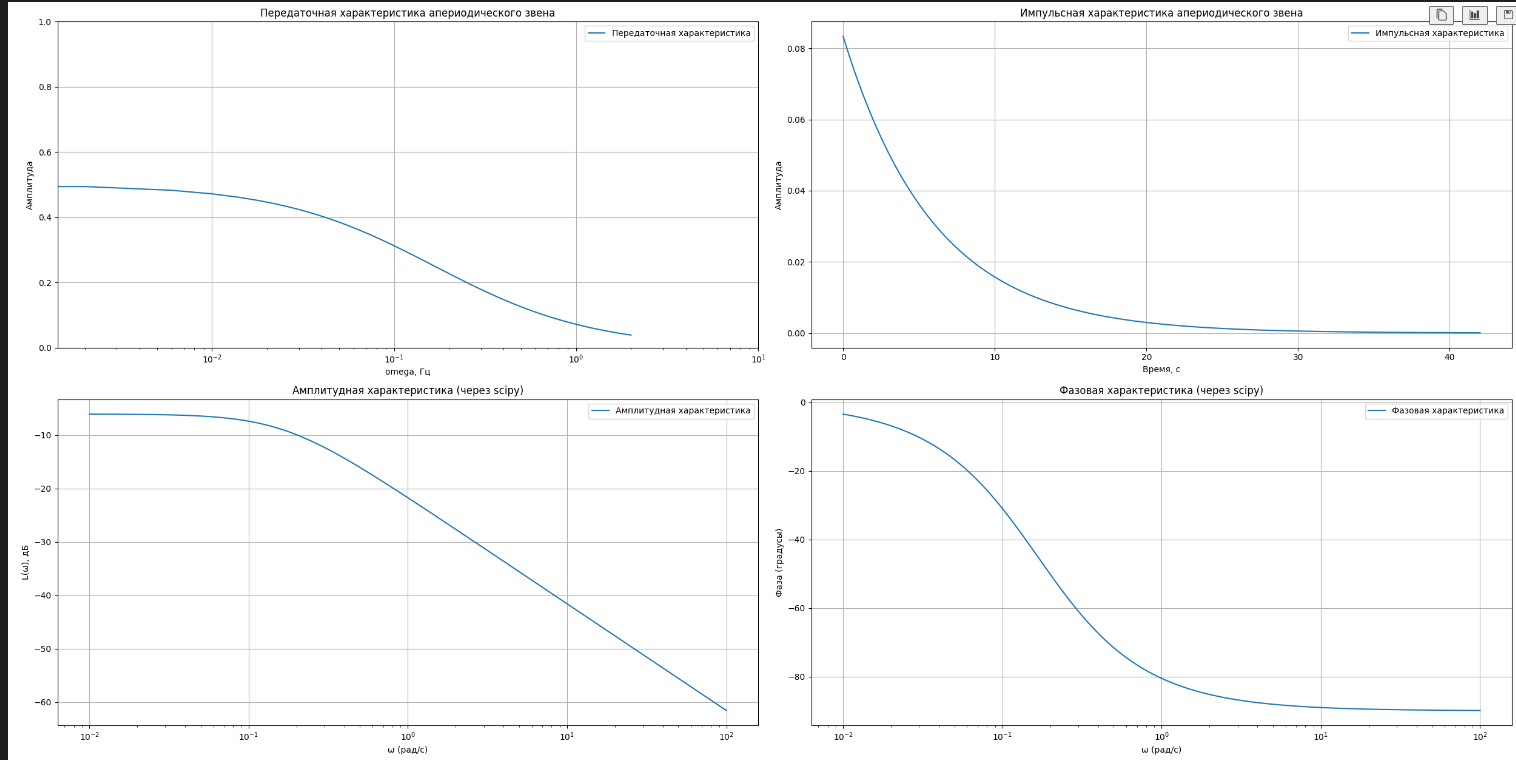 Передаточная характеристика апериодического звена
Передаточная характеристика
1.0
0.8
0.6
0.4
0.2
0.0
Амплитуда
10⁻² 10⁻¹ 10⁰ 10¹
omega, Гц
Импульсная характеристика апериодического звена
Импульсная характеристика
0.08
0.06
0.04
0.02
0.00
Амплитуда
0 10 20 30 40
Время, с
Амплитудная характеристика (через scipy)
Амплитудная характеристика
−10
−20
−30
−40
−50
−60
L(ω), дБ
10⁻² 10⁻¹ 10⁰ 10¹ 10²
ω (рад/с)
Фазовая характеристика (через scipy)
Фазовая характеристика
0
−20
−40
−60
−80
Фаза (градусы)
10⁻² 10⁻¹ 10⁰ 10¹ 10²
ω (рад/с)